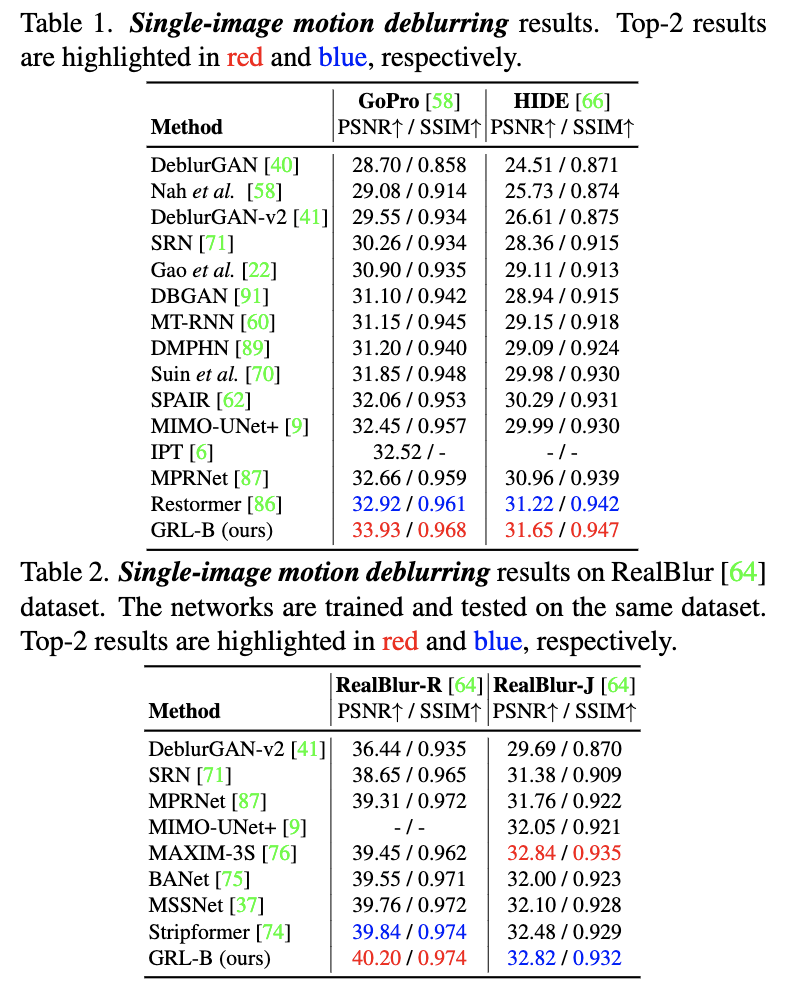 Table 1. Single-image motion deblurring results. Top-2 results
are highlighted in red and blue, respectively.
GoPro [58] HIDE [66]
Method PSNR↑ / SSIM↑ PSNR↑ / SSIM↑
DeblurGAN [40] 28.70 / 0.858 24.51 / 0.871
Nah et al. [58] 29.08 / 0.914 25.73 / 0.874
DeblurGAN-v2 [41] 29.55 / 0.934 26.61 / 0.875
SRN [71] 30.26 / 0.934 28.36 / 0.915
Gao et al. [22] 30.90 / 0.935 29.11 / 0.913
DBGAN [91] 31.10 / 0.942 28.94 / 0.915
MT-RNN [60] 31.15 / 0.945 29.15 / 0.918
DMPHN [89] 31.20 / 0.940 29.09 / 0.924
Suin et al. [70] 31.85 / 0.948 29.98 / 0.930
SPAIR [62] 32.06 / 0.953 30.29 / 0.931
MIMO-UNet+ [9] 32.45 / 0.957 29.99 / 0.930
IPT [6] 32.52 / - - / -
MPRNet [87] 32.66 / 0.959 30.96 / 0.939
Restormer [86] 32.92 / 0.961 31.22 / 0.942
GRL-B (ours) 33.93 / 0.968 31.65 / 0.947
Table 2. Single-image motion deblurring results on RealBlur [64]
dataset. The networks are trained and tested on the same dataset.
Top-2 results are highlighted in red and blue, respectively.
RealBlur-R [64] RealBlur-J [64]
Method PSNR↑ / SSIM↑ PSNR↑ / SSIM↑
DeblurGAN-v2 [41] 36.44 / 0.935 29.69 / 0.870
SRN [71] 38.65 / 0.965 31.38 / 0.909
MPRNet [87] 39.31 / 0.972 31.76 / 0.922
MIMO-UNet+ [9] - / - 32.05 / 0.921
MAXIM-3S [76] 39.45 / 0.962 32.84 / 0.935
BANet [75] 39.55 / 0.971 32.00 / 0.923
MSSNet [37] 39.76 / 0.972 32.10 / 0.928
Stripformer [74] 39.84 / 0.974 32.48 / 0.929
GRL-B (ours) 40.20 / 0.974 32.82 / 0.932